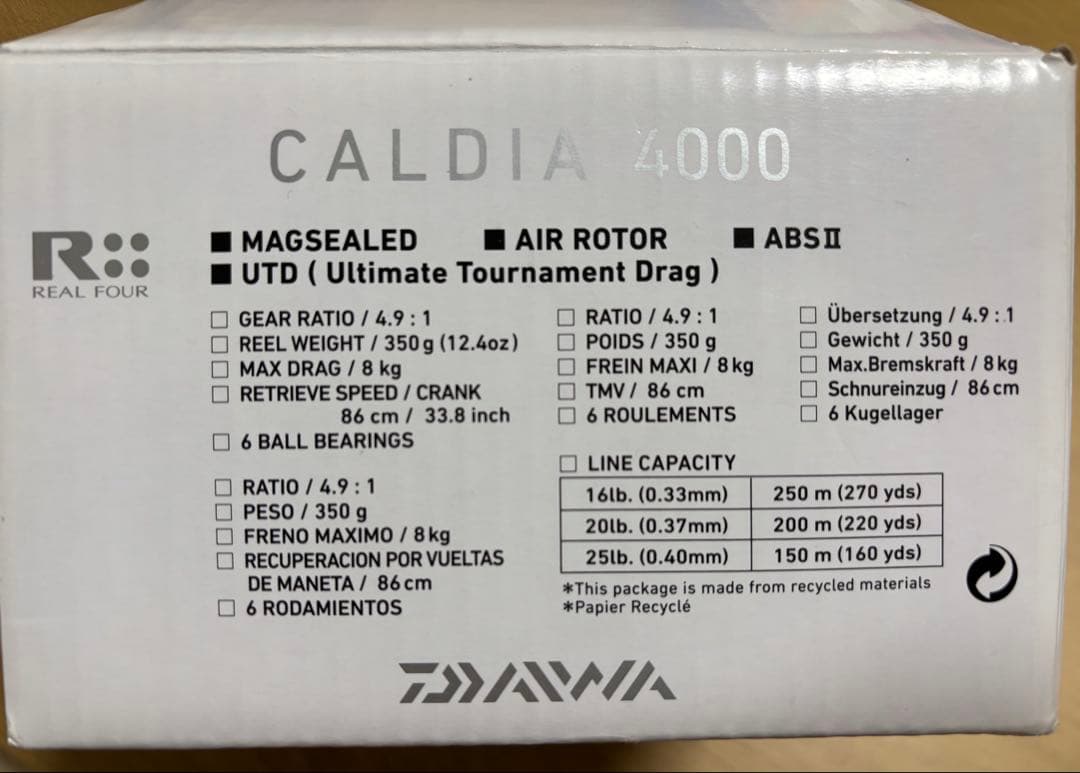 CALDIA 4000
R
REAL FOUR
■ MAGSEALED ■ AIR ROTOR ■ ABSⅡ
■ UTD ( Ultimate Tournament Drag )
□ GEAR RATIO / 4.9 : 1
□ REEL WEIGHT / 350 g (12.4oz)
□ MAX DRAG / 8 kg
□ RETRIEVE SPEED / CRANK
86 cm / 33.8 inch
□ 6 BALL BEARINGS
□ RATIO / 4.9 : 1
□ POIDS / 350 g
□ FREIN MAXI / 8 kg
□ TMV / 86 cm
□ 6 ROULEMENTS
□ Übersetzung / 4.9 : 1
□ Gewicht / 350 g
□ Max.Bremskraft / 8 kg
□ Schnureinzug / 86 cm
□ 6 Kugellager
□ RATIO / 4.9 : 1
□ PESO / 350 g
□ FRENO MAXIMO / 8 kg
□ RECUPERACION POR VUELTAS
DE MANETA / 86 cm
□ 6 RODAMIENTOS
□ LINE CAPACITY
16lb. (0.33mm) 250 m (270 yds)
20lb. (0.37mm) 200 m (220 yds)
25lb. (0.40mm) 150 m (160 yds)
*This package is made from recycled materials
*Papier Recyclé
DAIWA